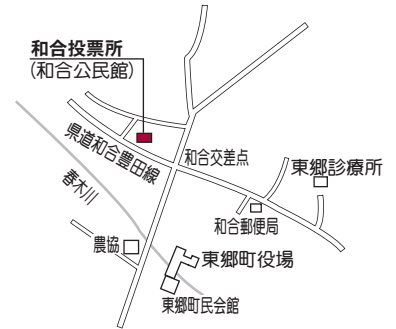 和合投票所
(和合公民館)
県道和合豊田線
和合交差点
東郷診療所
春木川
和合郵便局
農協
東郷町役場
東郷町民会館